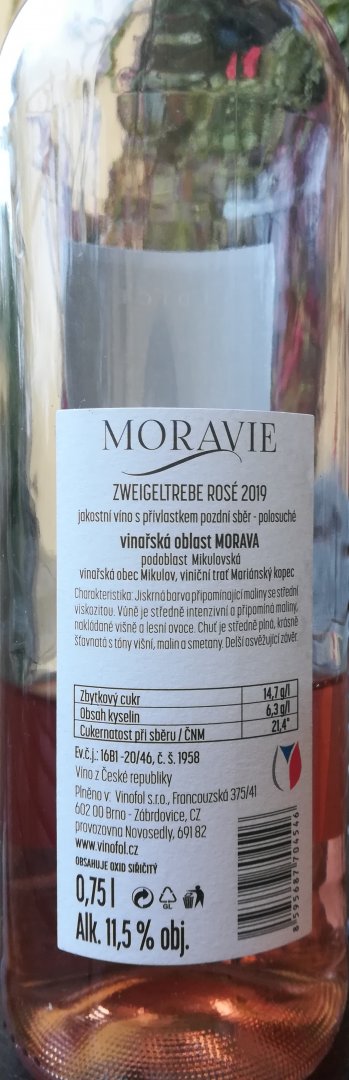 MORAVIE
ZWEIGELTREBE ROSÉ 2019
jakostní víno s přívlastkem pozdní sběr - polosuché
vinařská oblast MORAVA
podoblast Mikulovská
vinařská obec Mikulov, viniční trať Mariánský kopec
Charakteristika: Jiskrná barva připomínající maliny se střední
viskozitou. Vůně je středně intenzivní a připomíná maliny,
nakládané višně a lesní ovoce. Chuť je středně plná, krásně
šťavnatá s tóny višní, malin a smetany. Delší osvěžující závěr.
Zbytkový cukr 14,7 g/l
Obsah kyselin 6,3 g/l
Cukernatost při sběru / ČNM 21,4°
Ev.č.j.: 16B1 -20/46, č. š. 1958
Víno z České republiky
Plněno v: Vinofol s.r.o., Francouzská 375/41
602 00 Brno - Zábrdovice, CZ
provozovna Novosedly, 691 82
www.vinofol.cz
OBSAHUJE OXID SIŘIČITÝ
0,75 l
GL
Alk. 11,5 % obj.
8 595687 704546